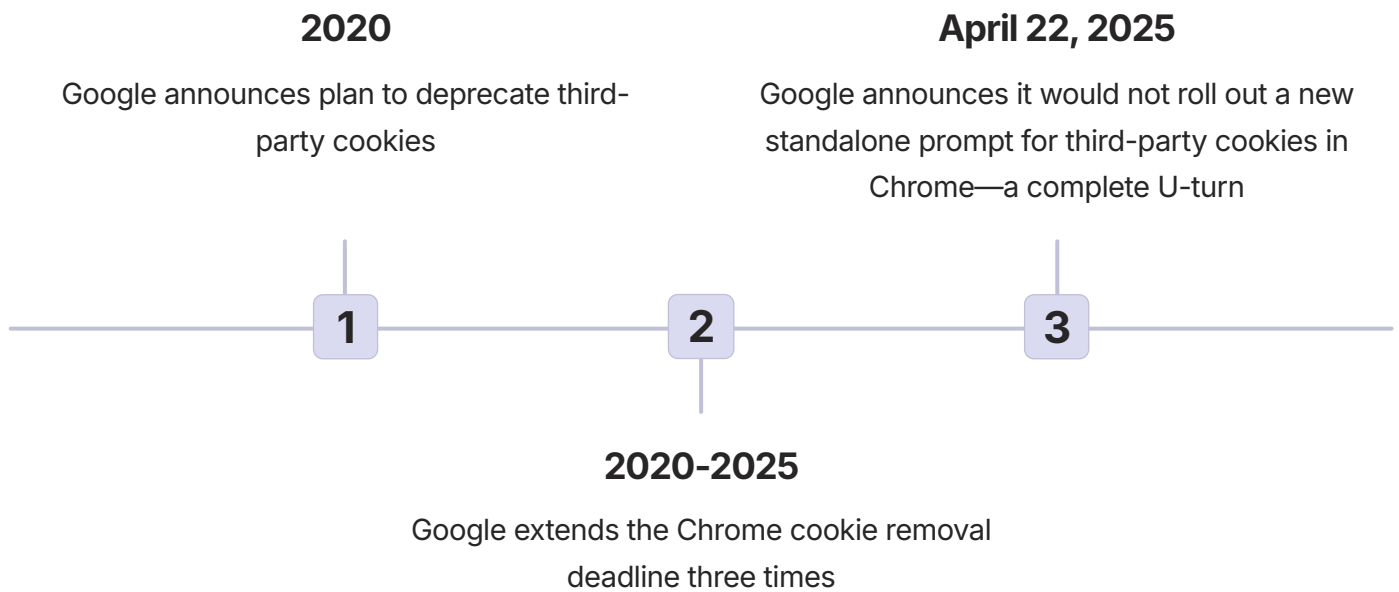 2020
Google announces plan to deprecate third-
party cookies
April 22, 2025
Google announces it would not roll out a new
standalone prompt for third-party cookies in
Chrome—a complete U-turn
1
2
3
2020-2025
Google extends the Chrome cookie removal
deadline three times